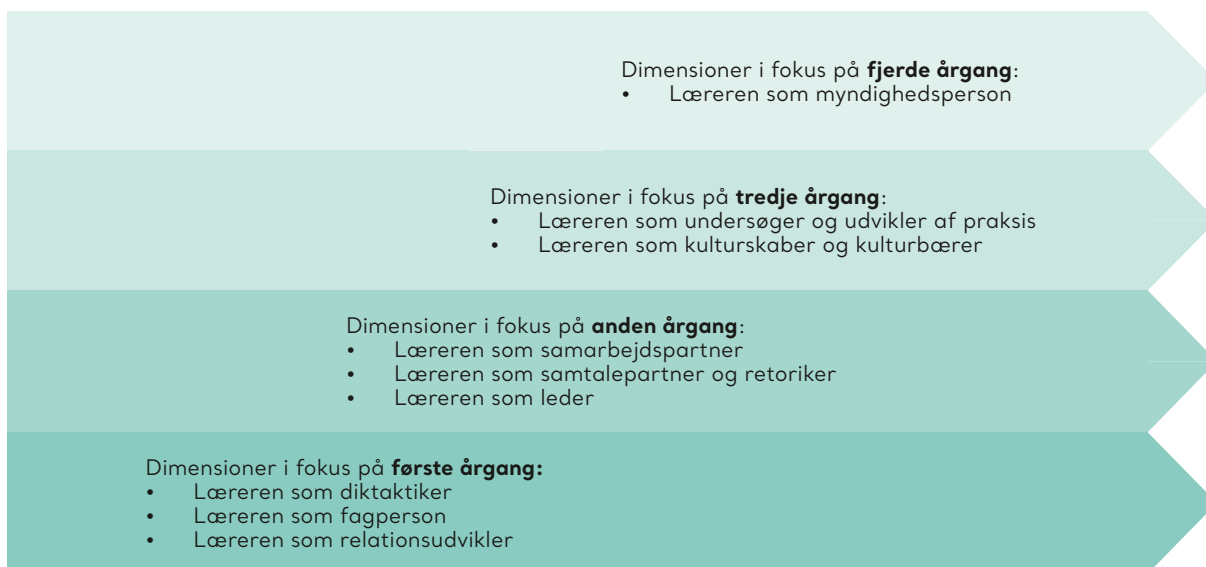 Dimensioner i fokus på fjerde årgang:
• Læreren som myndighedsperson
Dimensioner i fokus på tredje årgang:
• Læreren som undersøger og udvikler af praksis
• Læreren som kulturskaber og kulturbærer
Dimensioner i fokus på anden årgang:
• Læreren som samarbejdspartner
• Læreren som samtalepartner og retoriker
• Læreren som leder
Dimensioner i fokus på første årgang:
• Læreren som diktaktiker
• Læreren som fagperson
• Læreren som relationsudvikler